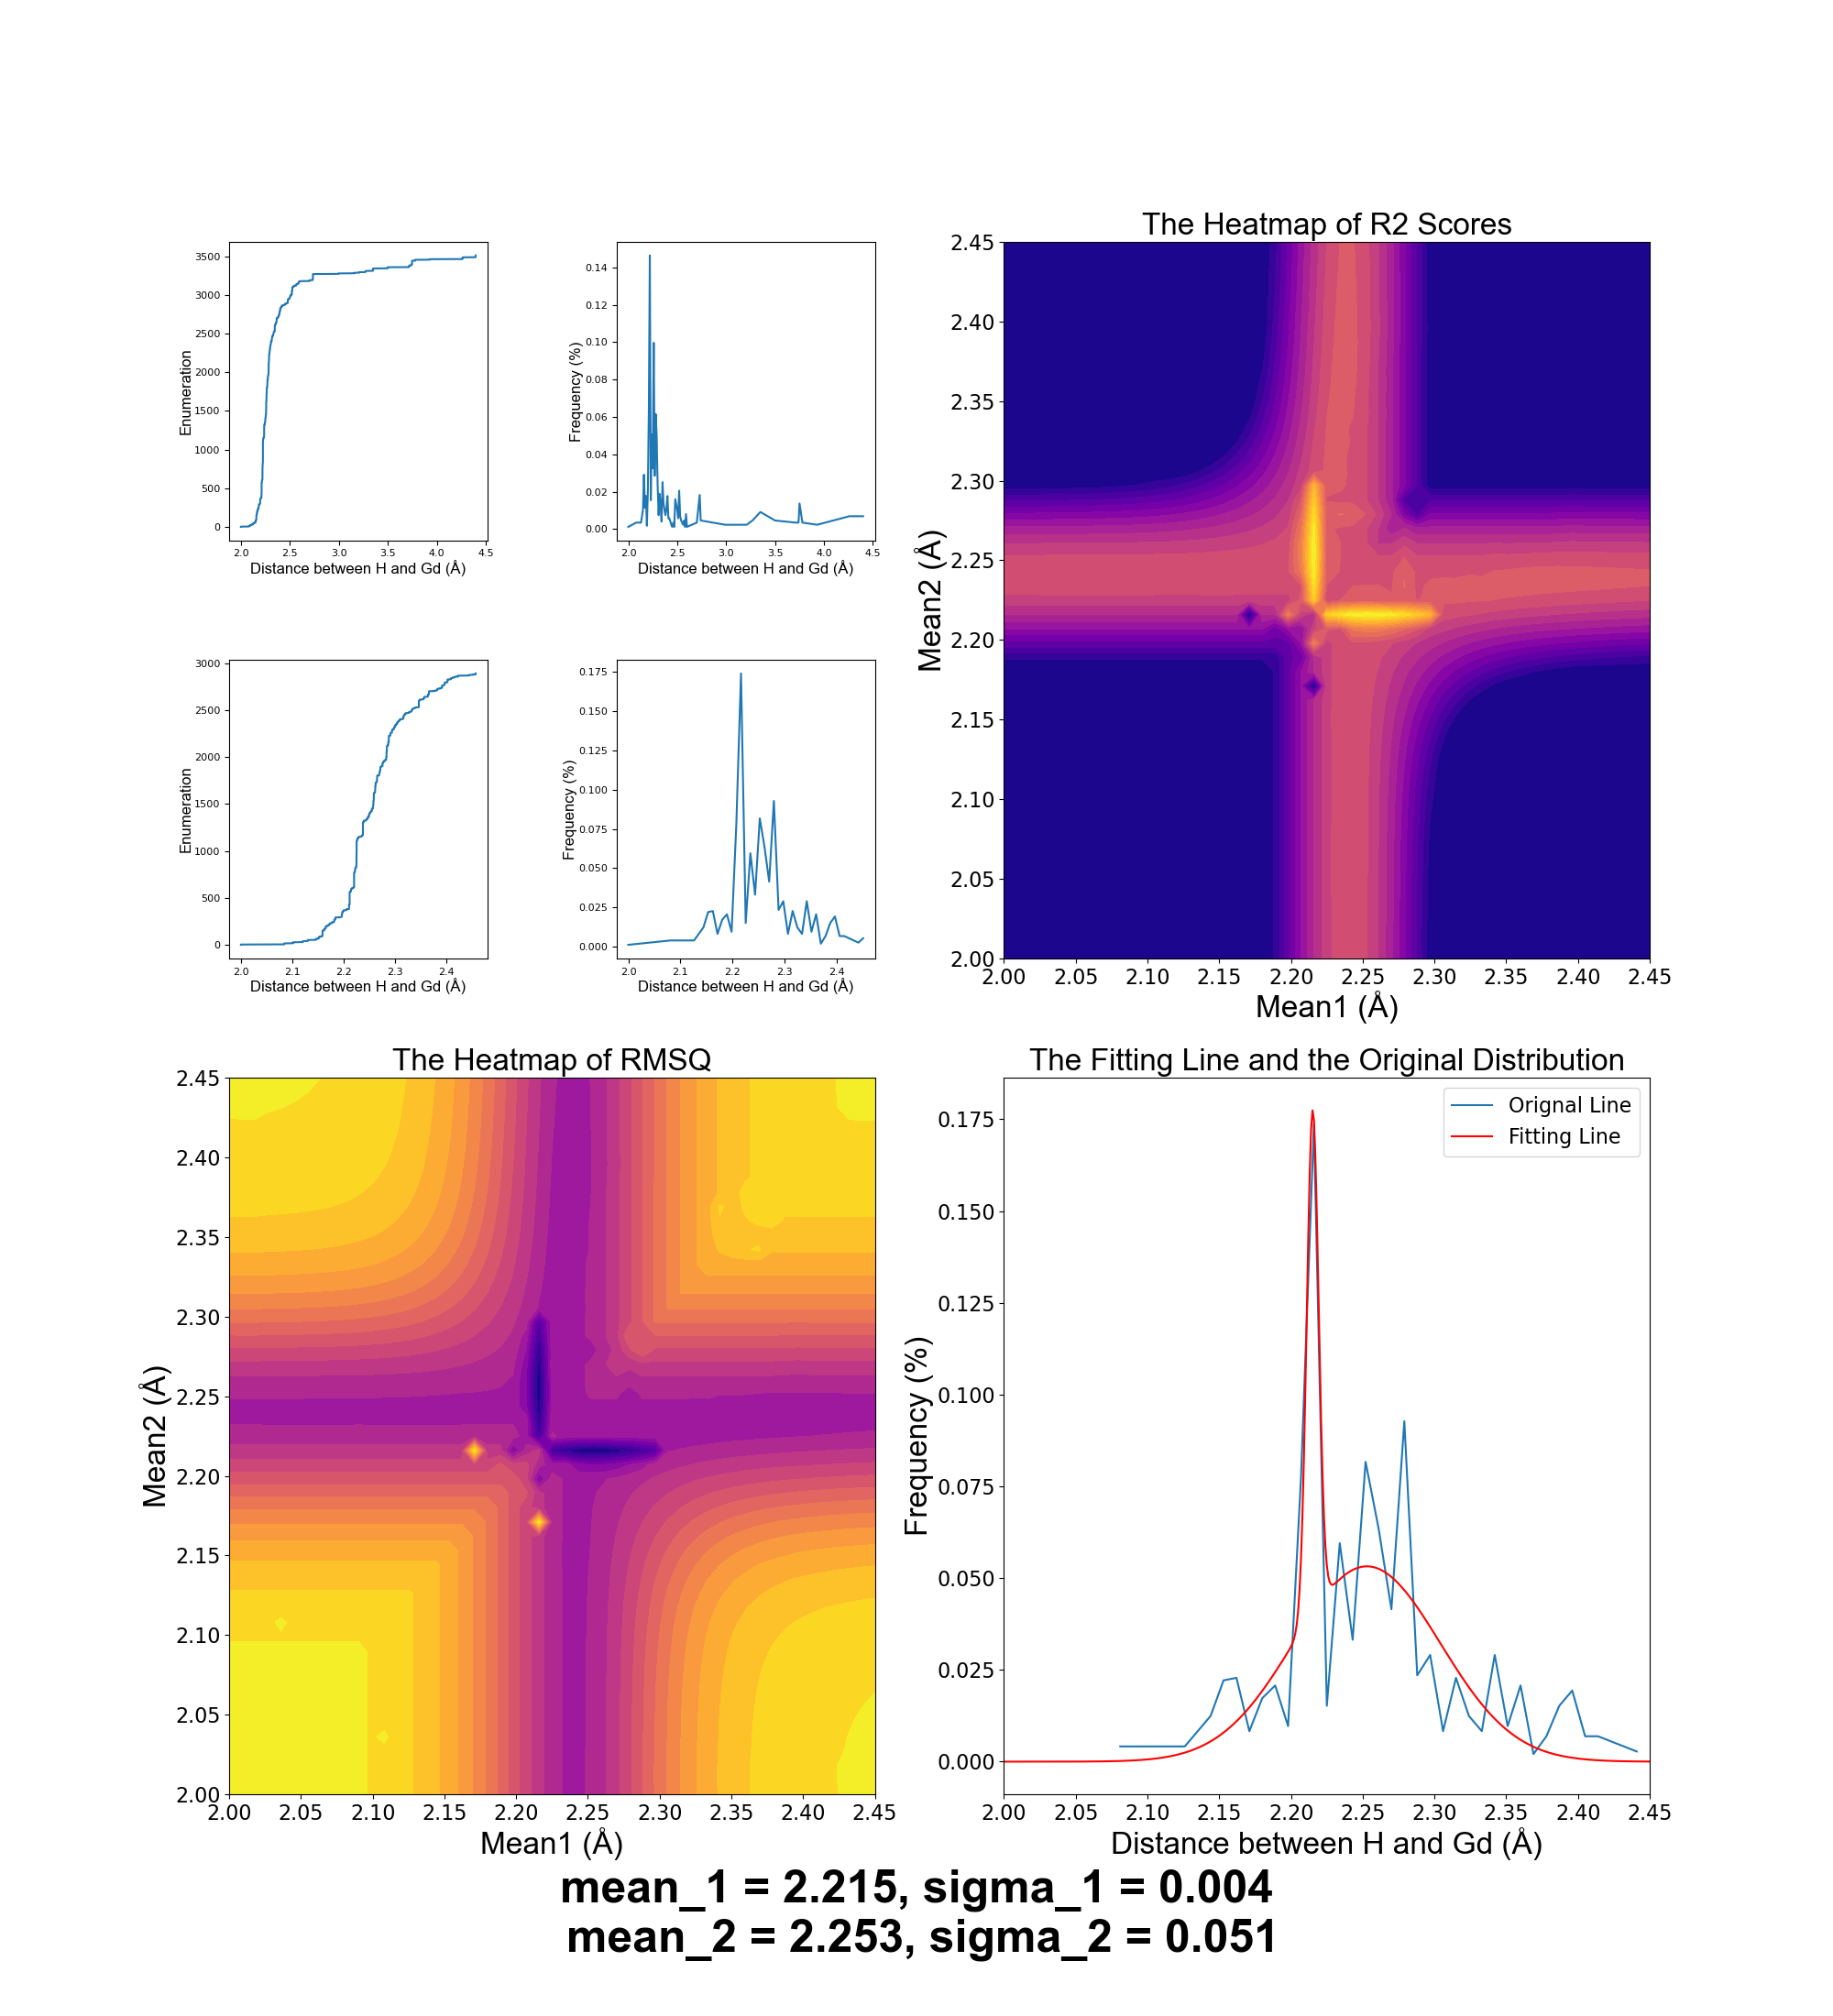 The Heatmap of R2 Scores
3500
3000
2500
2000
1500
1000
500
0
Enumeration
2.0 2.5 3.0 3.5 4.0 4.5
Distance between H and Gd (Å)
0.14
0.12
0.10
0.08
0.06
0.04
0.02
0.00
Frequency (%)
2.0 2.5 3.0 3.5 4.0 4.5
Distance between H and Gd (Å)
2.45
2.40
2.35
2.30
2.25
2.20
2.15
2.10
2.05
2.00
Mean2 (Å)
2.00 2.05 2.10 2.15 2.20 2.25 2.30 2.35 2.40 2.45
Mean1 (Å)
3000
2500
2000
1500
1000
500
0
Enumeration
2.0 2.1 2.2 2.3 2.4
Distance between H and Gd (Å)
0.175
0.150
0.125
0.100
0.075
0.050
0.025
0.000
Frequency (%)
2.0 2.1 2.2 2.3 2.4
Distance between H and Gd (Å)
The Heatmap of RMSQ
2.45
2.40
2.35
2.30
2.25
2.20
2.15
2.10
2.05
2.00
Mean2 (Å)
2.00 2.05 2.10 2.15 2.20 2.25 2.30 2.35 2.40 2.45
Mean1 (Å)
The Fitting Line and the Original Distribution
Orignal Line
Fitting Line
0.175
0.150
0.125
0.100
0.075
0.050
0.025
0.000
Frequency (%)
2.00 2.05 2.10 2.15 2.20 2.25 2.30 2.35 2.40 2.45
Distance between H and Gd (Å)
mean_1 = 2.215, sigma_1 = 0.004
mean_2 = 2.253, sigma_2 = 0.051